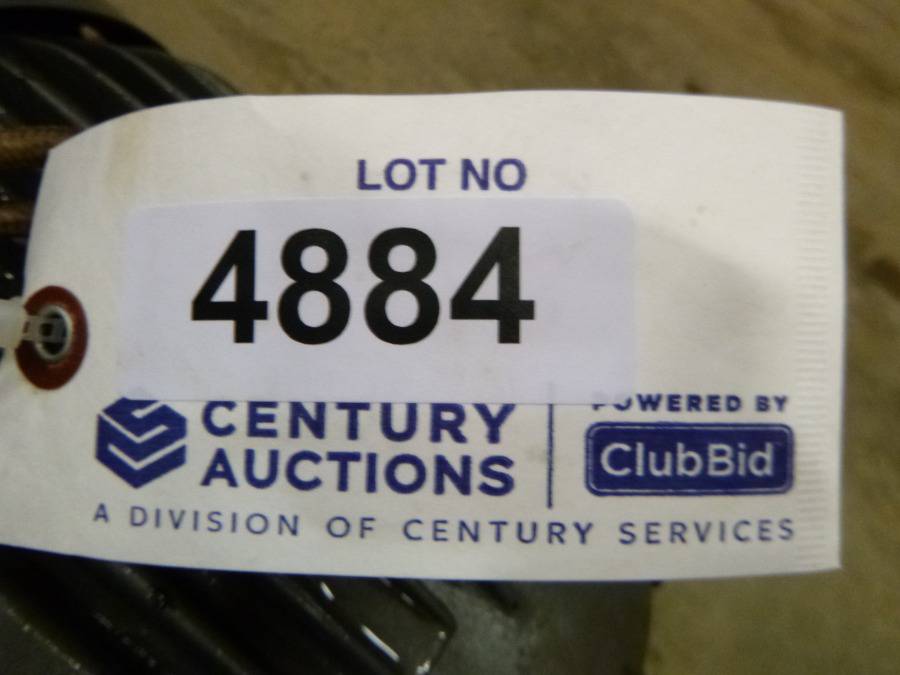 LOT NO
4884
CENTURY
AUCTIONS
POWERED BY
ClubBid
A DIVISION OF CENTURY SERVICES